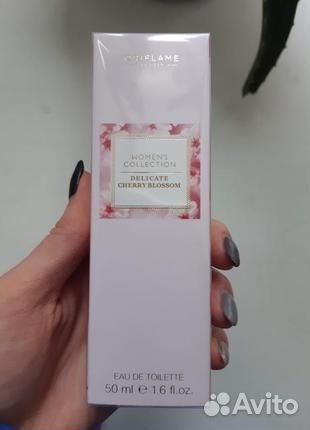 ORIFLAME
WOMEN'S
COLLECTION
DELICATE
CHERRY BLOSSOM
EAU DE TOILETTE
50 ml ℮ 1.6 fl.oz.
Avito